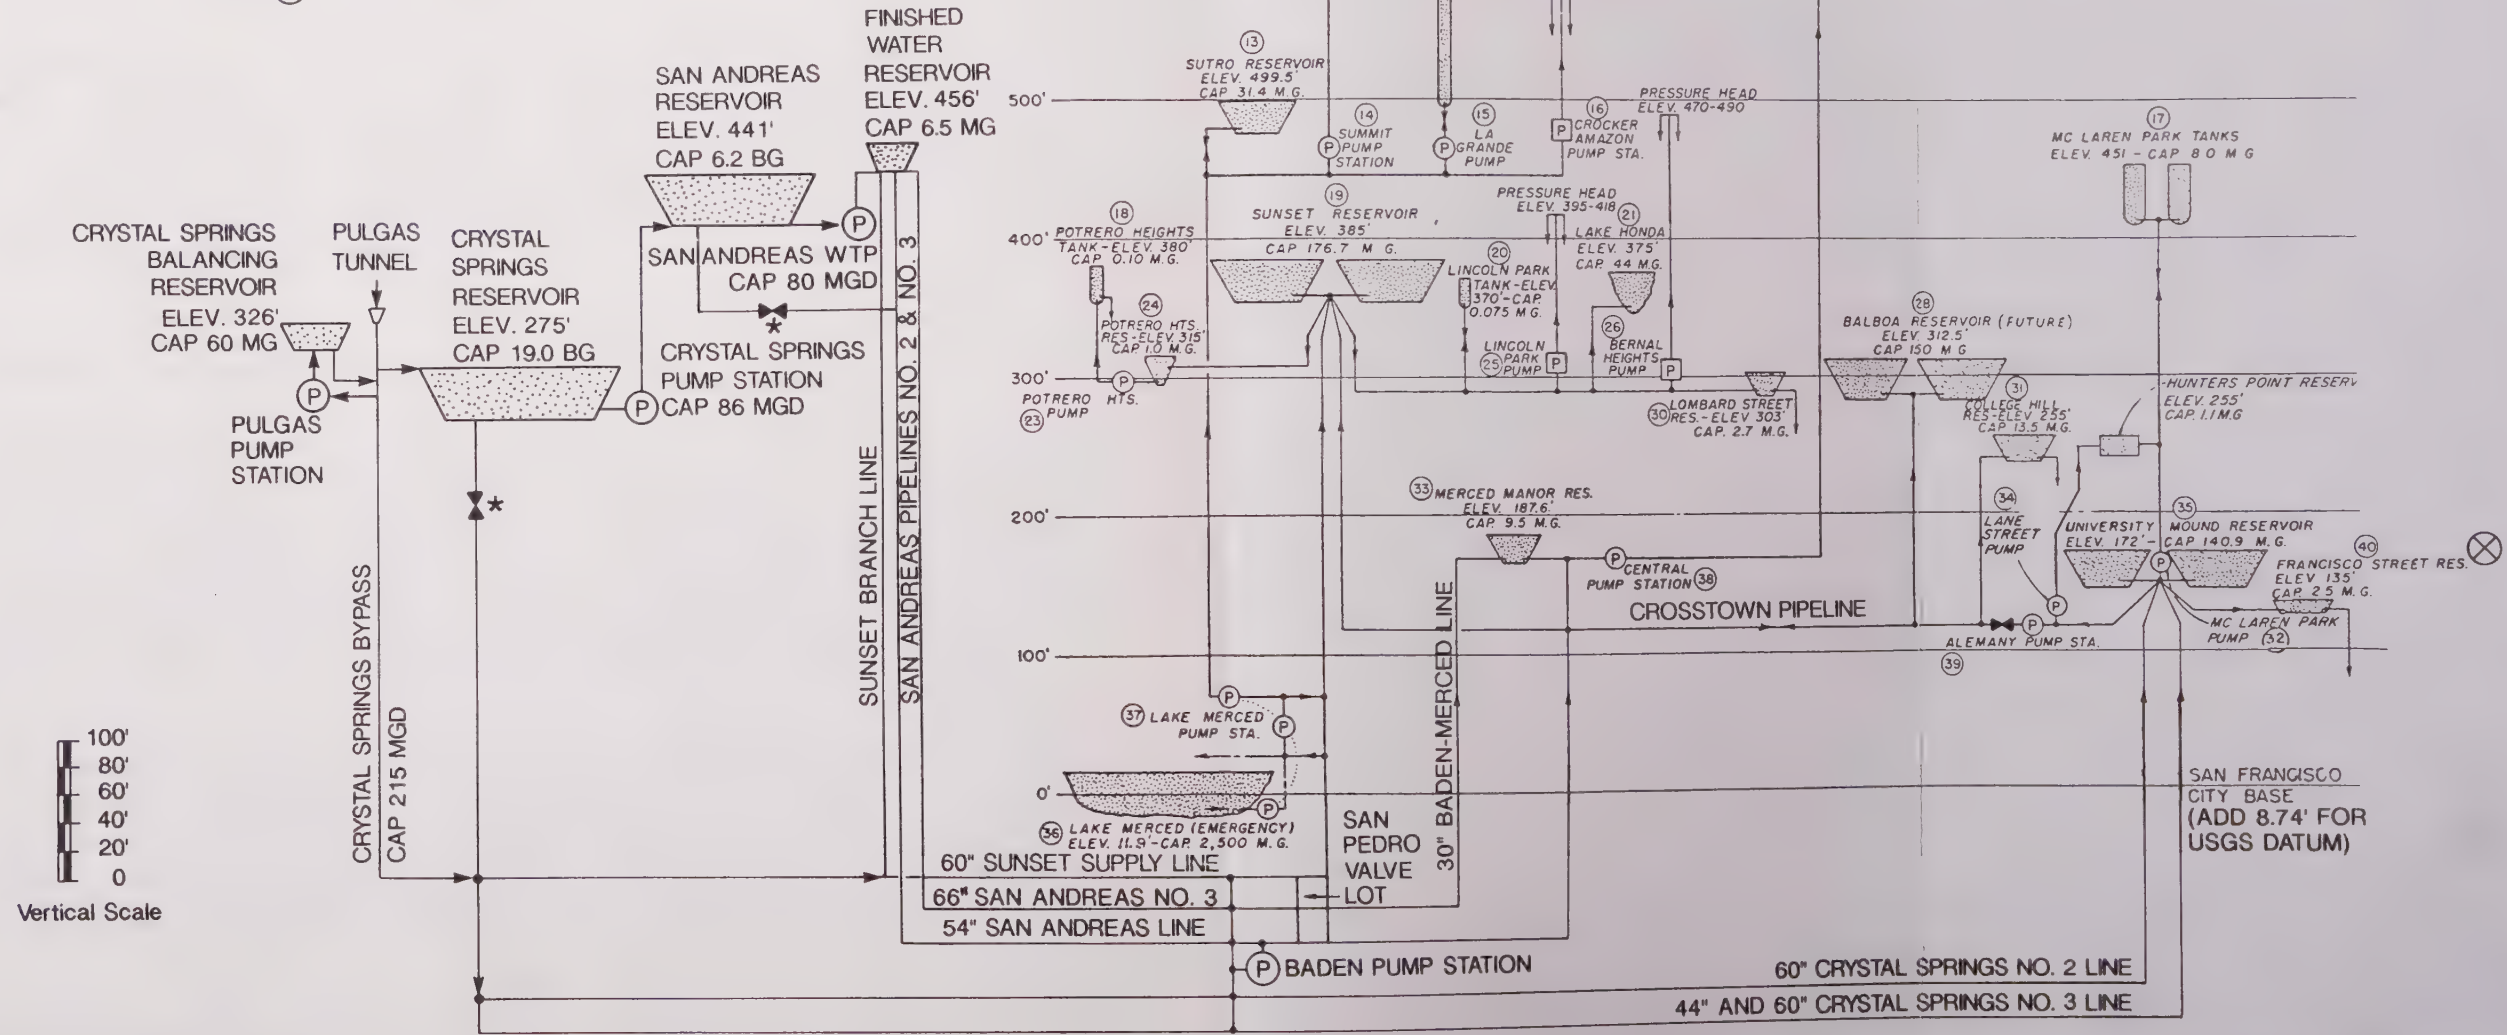 FINISHED
WATER
RESERVOIR
ELEV. 456'
CAP 6.5 MG
SAN ANDREAS
RESERVOIR
ELEV. 441'
CAP 6.2 BG
CRYSTAL SPRINGS
BALANCING
RESERVOIR
ELEV. 326'
CAP 60 MG
PULGAS
TUNNEL
CRYSTAL
SPRINGS
RESERVOIR
ELEV. 275'
CAP 19.0 BG
P
SAN ANDREAS WTP
CAP 80 MGD
*
P
CRYSTAL SPRINGS
PUMP STATION
CAP 86 MGD
P
PULGAS
PUMP
STATION
*
CRYSTAL SPRINGS BYPASS
CAP 215 MGD
SUNSET BRANCH LINE
SAN ANDREAS PIPELINES NO. 2 & NO. 3
100'
80'
60'
40'
20'
0
Vertical Scale
500'
400'
300'
200'
100'
0'
13
SUTRO RESERVOIR
ELEV. 499.5'
CAP 31.4 M.G.
14
SUMMIT
PUMP
STATION
P
15
LA
GRANDE
PUMP
P
16
CROCKER
AMAZON
PUMP STA.
P
PRESSURE HEAD
ELEV. 470-490
17
MC LAREN PARK TANKS
ELEV. 451 - CAP 8 0 M G
18
POTRERO HEIGHTS
TANK-ELEV. 380'
CAP 0.10 M.G.
19
SUNSET RESERVOIR
ELEV. 385'
CAP 176.7 M G.
PRESSURE HEAD
ELEV. 395-418
20
LINCOLN PARK
TANK-ELEV.
370'-CAP.
0.075 M.G.
21
LAKE HONDA
ELEV. 375'
CAP. 44 M.G.
24
POTRERO HTS.
RES-ELEV. 315'
CAP 1.0 M.G.
P
POTRERO HTS.
PUMP
23
LINCOLN
PARK
PUMP
25
P
26
BERNAL
HEIGHTS
PUMP
P
28
BALBOA RESERVOIR (FUTURE)
ELEV. 312.5'
CAP 150 M G
30
LOMBARD STREET
RES.-ELEV 303'
CAP. 2.7 M.G.
31
COLLEGE HILL
RES-ELEV 255'
CAP. 13.5 M.G.
HUNTERS POINT RESERV
ELEV. 255'
CAP. 1.1 M.G
33
MERCED MANOR RES.
ELEV. 187.6'
CAP. 9.5 M.G.
34
LANE
STREET
PUMP
P
35
UNIVERSITY MOUND RESERVOIR
ELEV. 172' - CAP 140.9 M.G.
P
40
FRANCISCO STREET RES.
ELEV 135'
CAP. 2 5 M. G.
P
CENTRAL
PUMP STATION
38
CROSSTOWN PIPELINE
P
ALEMANY PUMP STA.
39
MC LAREN PARK
PUMP
32
P
37
LAKE MERCED
PUMP STA.
P
P
36
LAKE MERCED (EMERGENCY)
ELEV. 11.9'-CAP. 2,500 M.G.
30" BADEN-MERCED LINE
SAN
PEDRO
VALVE
LOT
60" SUNSET SUPPLY LINE
66" SAN ANDREAS NO. 3
54" SAN ANDREAS LINE
P
BADEN PUMP STATION
SAN FRANCISCO
CITY BASE
(ADD 8.74' FOR
USGS DATUM)
60" CRYSTAL SPRINGS NO. 2 LINE
44" AND 60" CRYSTAL SPRINGS NO. 3 LINE